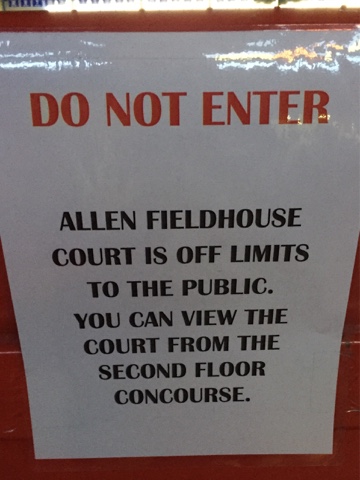 DO NOT ENTER
ALLEN FIELDHOUSE
COURT IS OFF LIMITS
TO THE PUBLIC.
YOU CAN VIEW THE
COURT FROM THE
SECOND FLOOR
CONCOURSE.